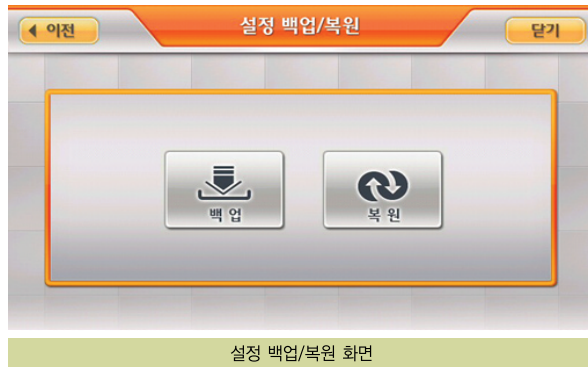 이전
설정 백업/복원
닫기
백업
복원
설정 백업/복원 화면